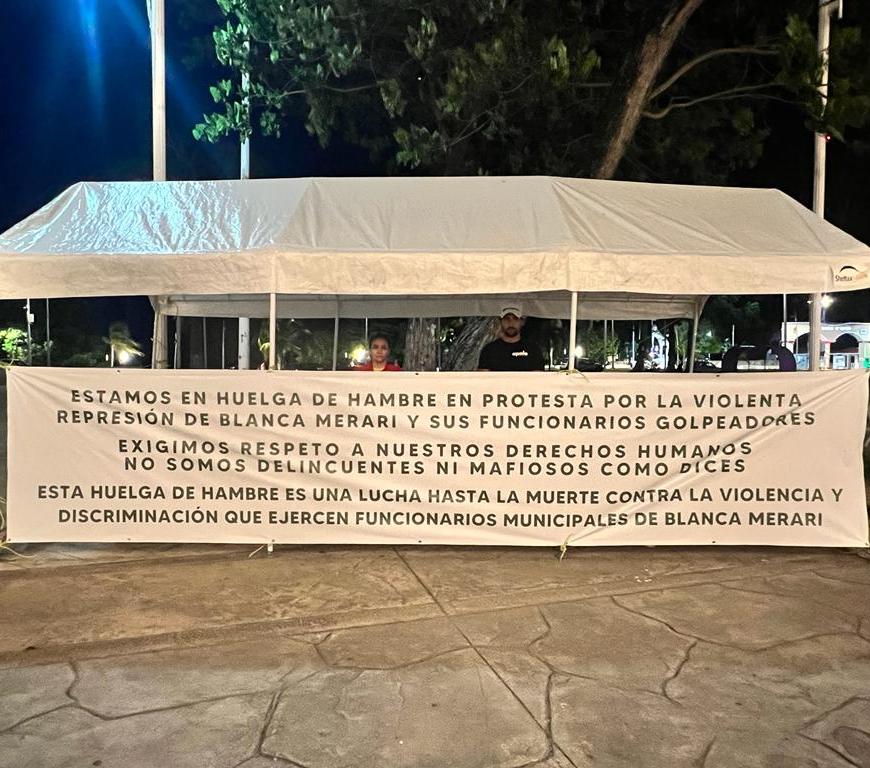 ESTAMOS EN HUELGA DE HAMBRE EN PROTESTA POR LA VIOLENTA
REPRESIÓN DE BLANCA MERARI Y SUS FUNCIONARIOS GOLPEADORES
EXIGIMOS RESPETO A NUESTROS DERECHOS HUMANOS
NO SOMOS DELINCUENTES NI MAFIOSOS COMO DICES
ESTA HUELGA DE HAMBRE ES UNA LUCHA HASTA LA MUERTE CONTRA LA VIOLENCIA Y
DISCRIMINACIÓN QUE EJERCEN FUNCIONARIOS MUNICIPALES DE BLANCA MERARI